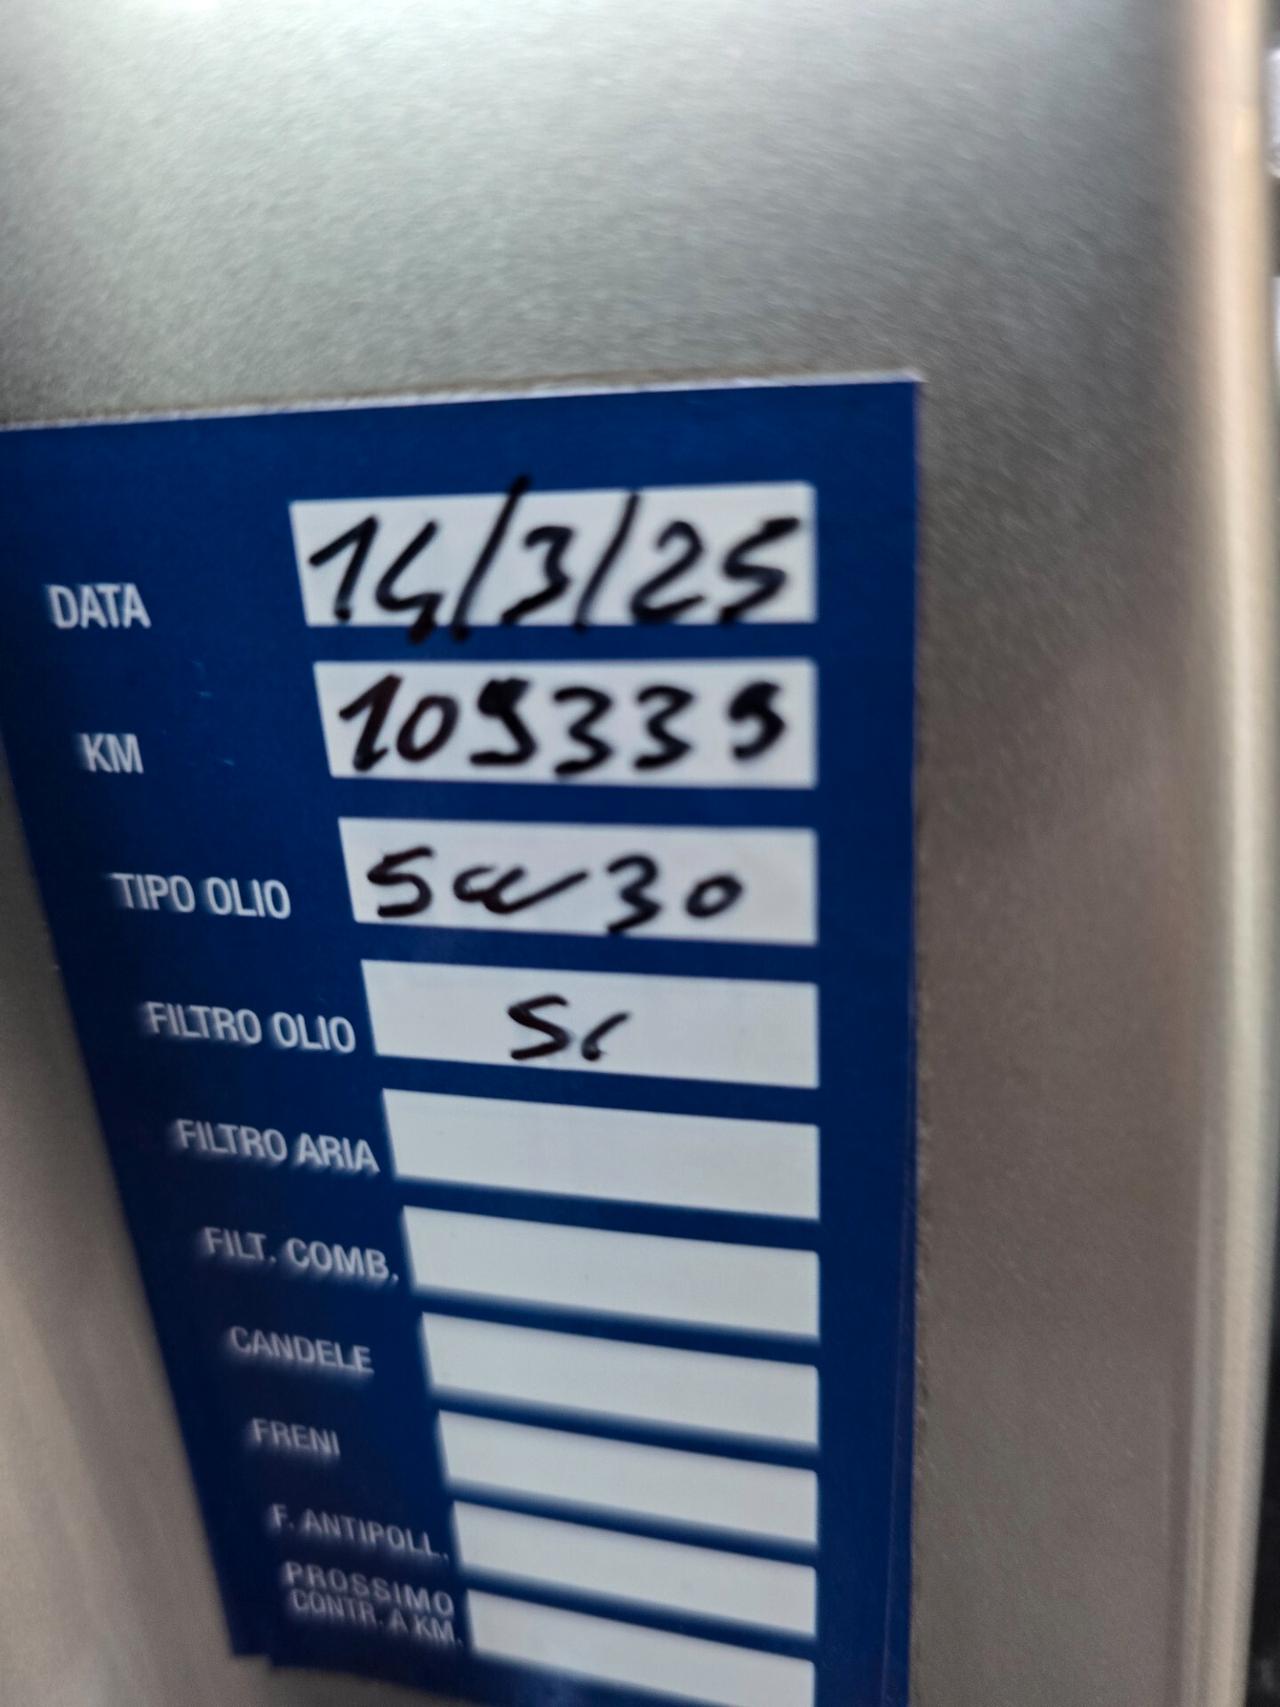 DATA 14/3/25
KM 109339
TIPO OLIO 5w30
FILTRO OLIO Si
FILTRO ARIA
FILT. COMB.
CANDELE
FRENI
F. ANTIPOLL.
PROSSIMO
CONTR. A KM.